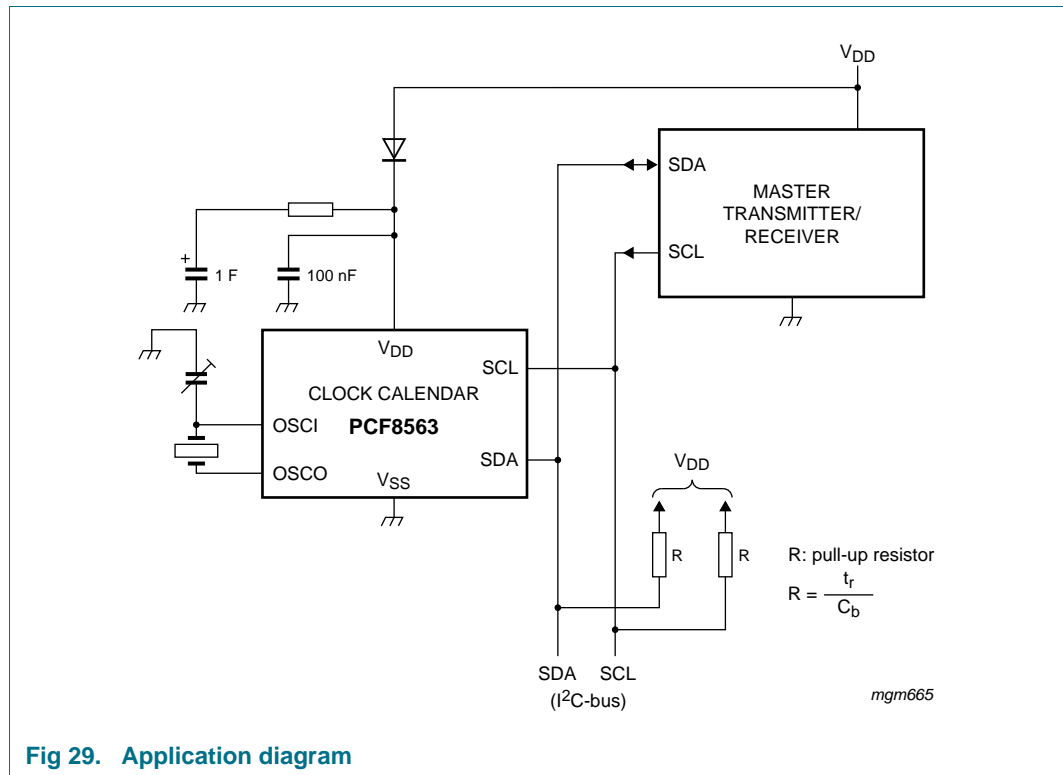 VDD
SDA
MASTER
TRANSMITTER/
RECEIVER
SCL
+
1 F
100 nF
VDD
SCL
CLOCK CALENDAR
PCF8563
OSCI
SDA
OSCO
VSS
VDD
R
R
R: pull-up resistor
R = tr / Cb
SDA SCL
(I²C-bus)
mgm665
Fig 29. Application diagram